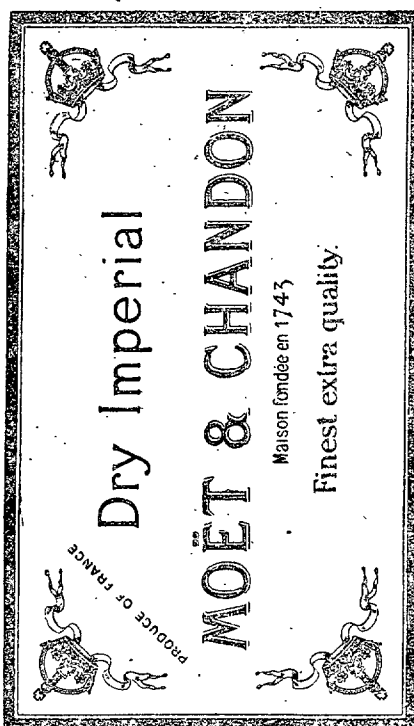 PRODUCE OF FRANCE
Dry Imperial
MOËT & CHANDON
Maison fondée en 1743
Finest extra quality.